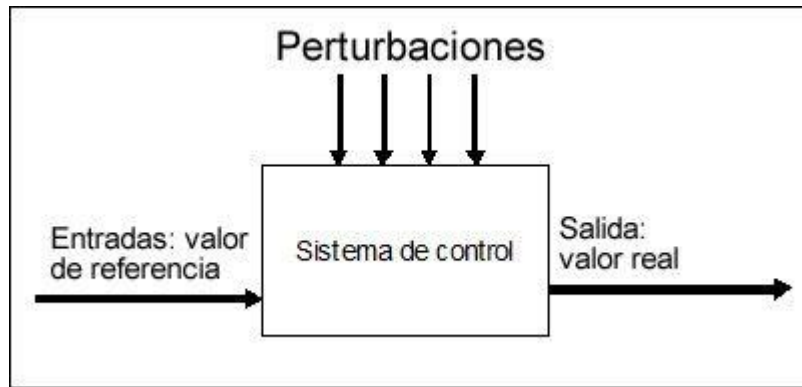 Perturbaciones
Entradas: valor
de referencia
Sistema de control
Salida:
valor real